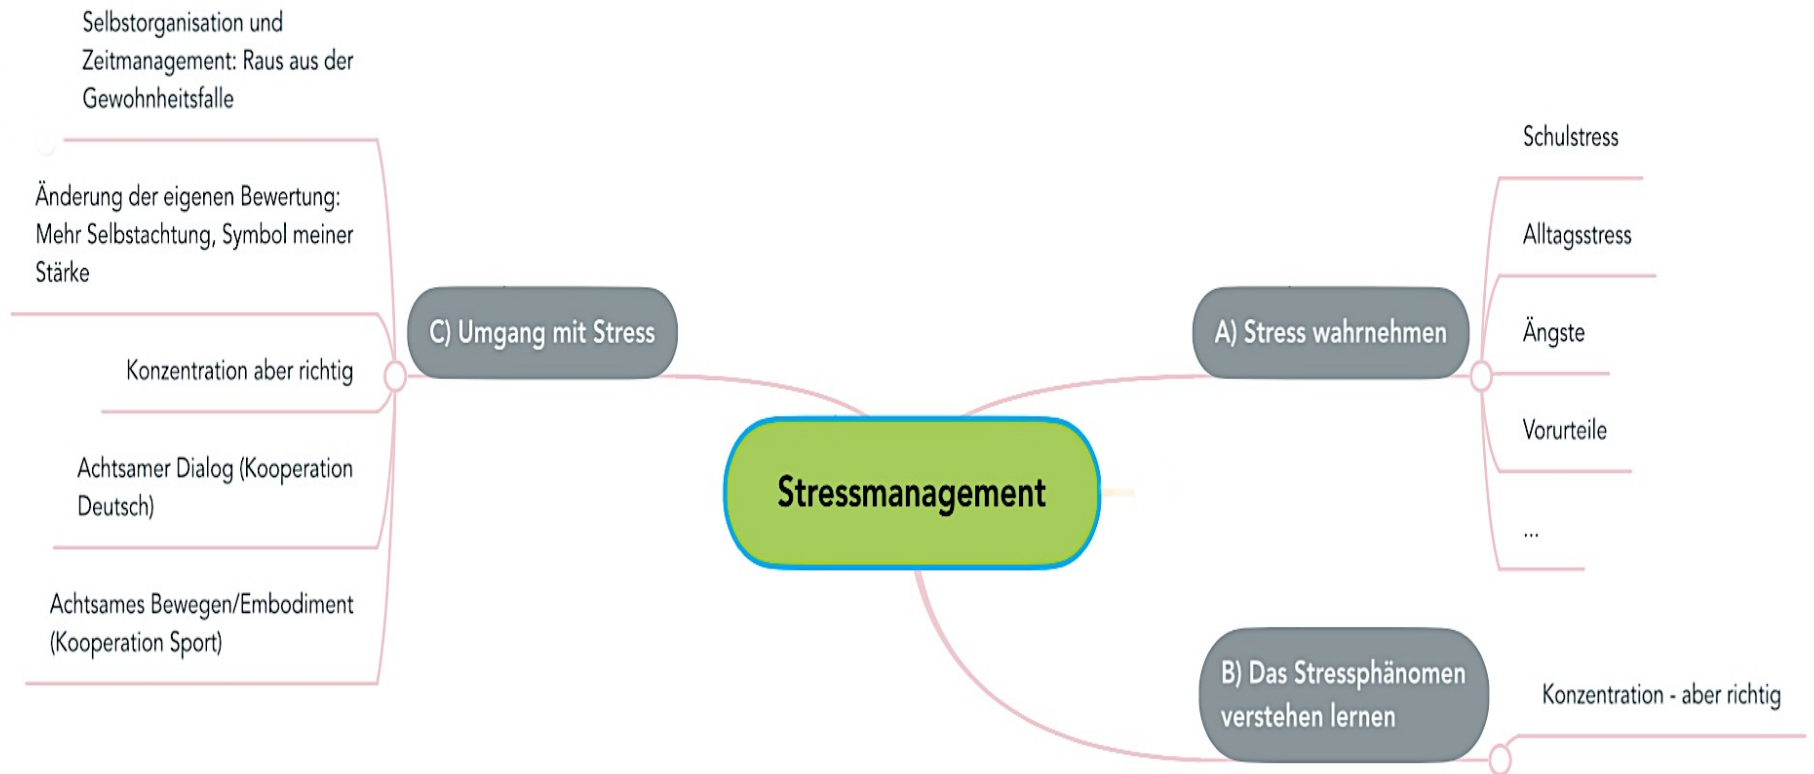 Selbstorganisation und
Zeitmanagement: Raus aus der
Gewohnheitsfalle
Änderung der eigenen Bewertung:
Mehr Selbstachtung, Symbol meiner
Stärke
Konzentration aber richtig
Achtsamer Dialog (Kooperation
Deutsch)
Achtsames Bewegen/Embodiment
(Kooperation Sport)
C) Umgang mit Stress
Stressmanagement
A) Stress wahrnehmen
Schulstress
Alltagsstress
Ängste
Vorurteile
...
B) Das Stressphänomen
verstehen lernen
Konzentration - aber richtig